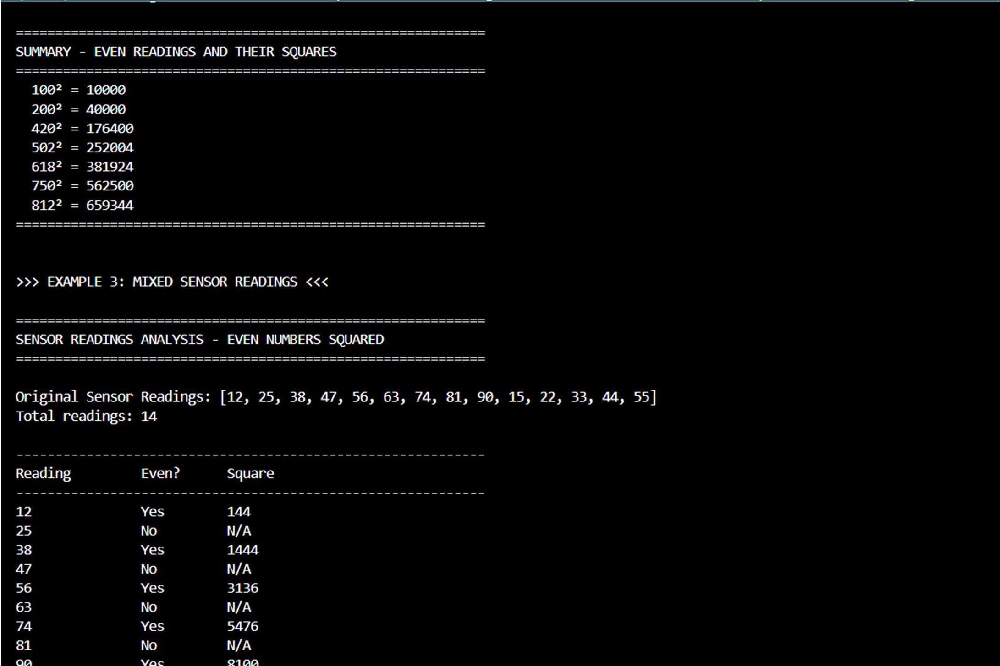 ============================================================
SUMMARY - EVEN READINGS AND THEIR SQUARES
============================================================
  100² = 10000
  200² = 40000
  420² = 176400
  502² = 252004
  618² = 381924
  750² = 562500
  812² = 659344
============================================================
>>> EXAMPLE 3: MIXED SENSOR READINGS <<<
============================================================
SENSOR READINGS ANALYSIS - EVEN NUMBERS SQUARED
============================================================
Original Sensor Readings: [12, 25, 38, 47, 56, 63, 74, 81, 90, 15, 22, 33, 44, 55]
Total readings: 14
------------------------------------------------------------
Reading         Even?      Square
------------------------------------------------------------
12              Yes        144
25              No         N/A
38              Yes        1444
47              No         N/A
56              Yes        3136
63              No         N/A
74              Yes        5476
81              No         N/A
90              Yes        8100